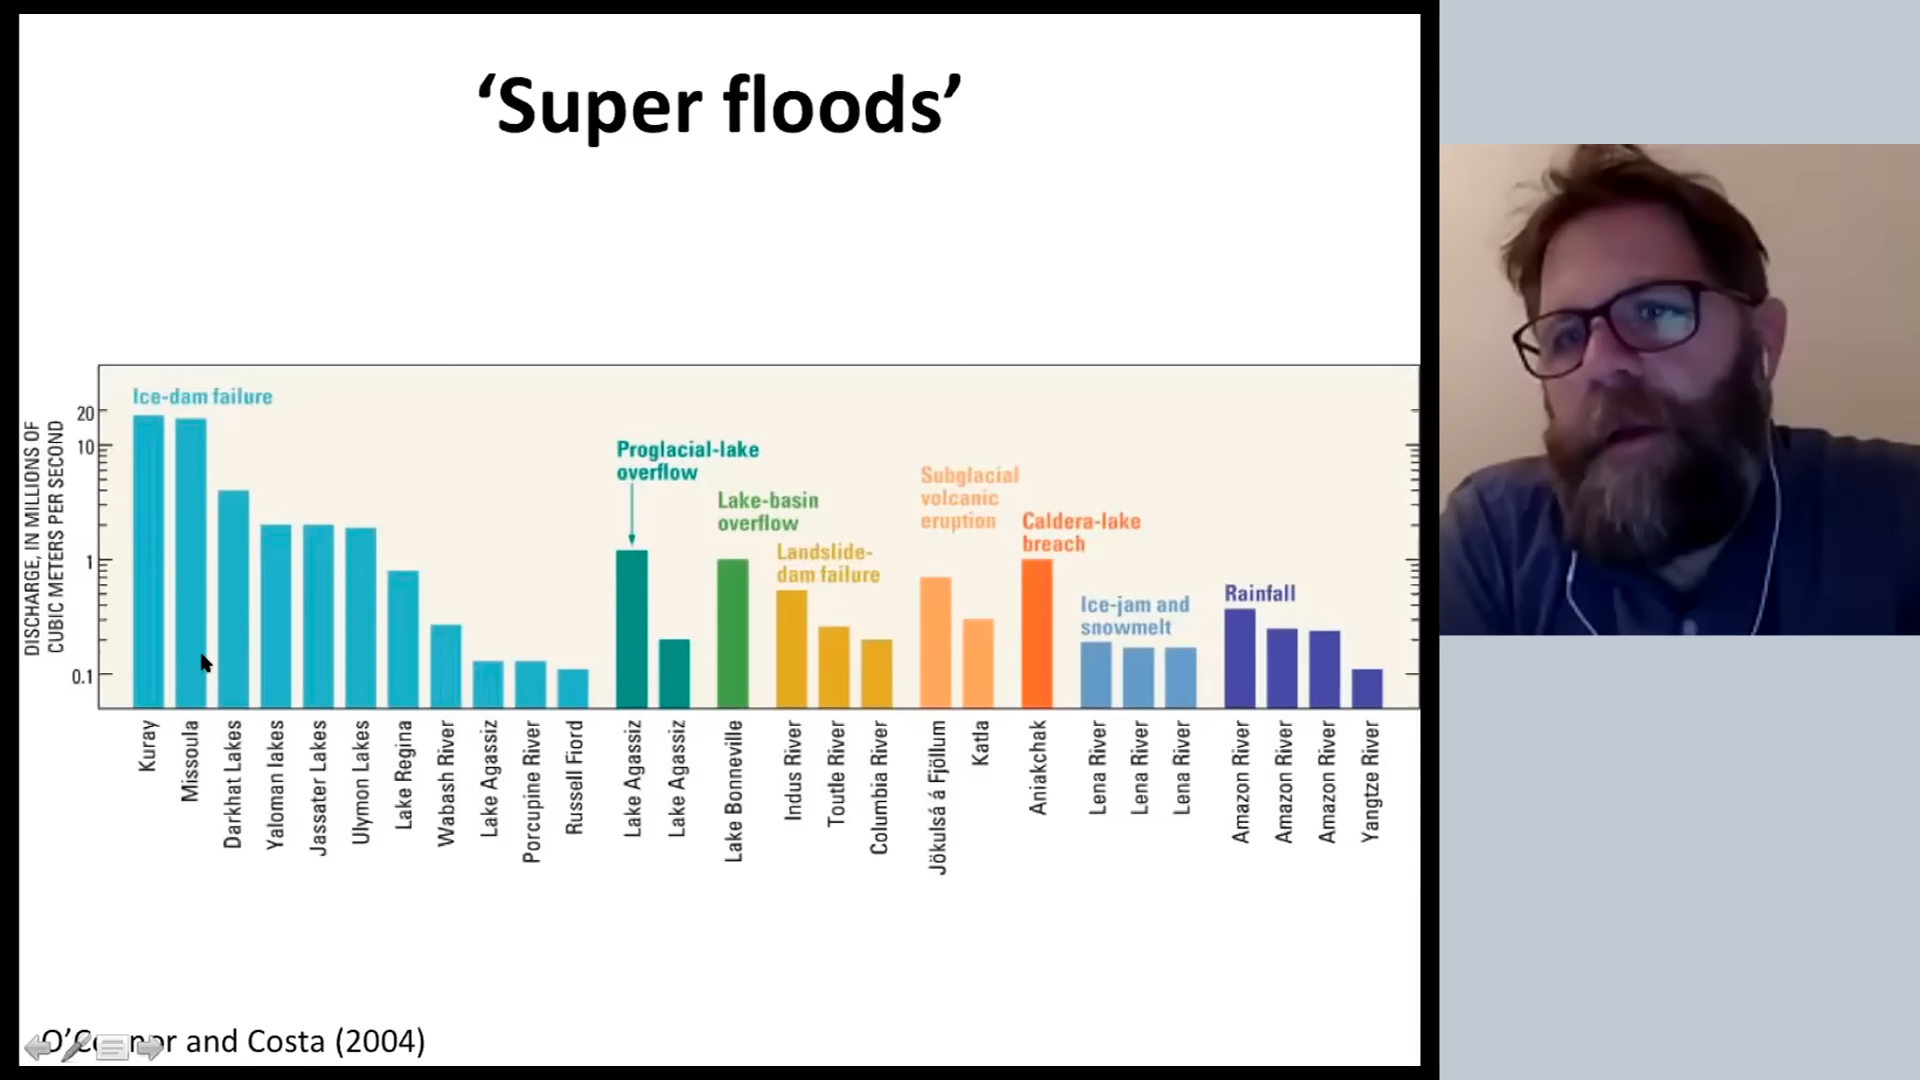 ‘Super floods’
DISCHARGE, IN MILLIONS OF
CUBIC METERS PER SECOND
20
10
1
0.1
Ice-dam failure
Proglacial-lake
overflow
Lake-basin
overflow
Landslide-
dam failure
Subglacial
volcanic
eruption
Caldera-lake
breach
Ice-jam and
snowmelt
Rainfall
Kuray
Missoula
Darkhat Lakes
Yaloman lakes
Jassater Lakes
Ulymon Lakes
Lake Regina
Wabash River
Lake Agassiz
Porcupine River
Russell Fiord
Lake Agassiz
Lake Agassiz
Lake Bonneville
Indus River
Toutle River
Columbia River
Jökulsá á Fjöllum
Katla
Aniakchak
Lena River
Lena River
Lena River
Amazon River
Amazon River
Amazon River
Yangtze River
O’Connor and Costa (2004)